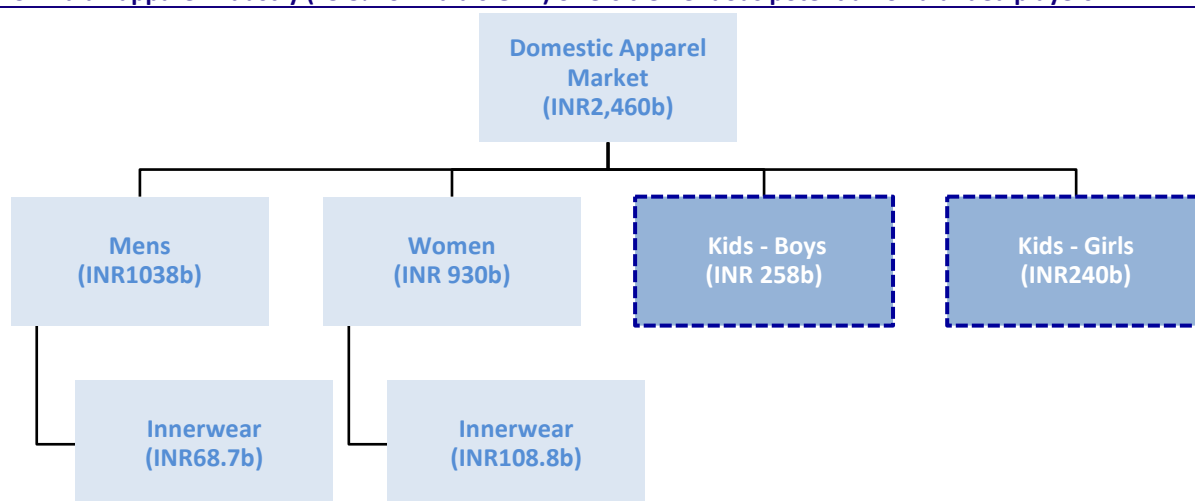 Domestic Apparel
Market
(INR2,460b)
Mens
(INR1038b)
Women
(INR 930b)
Kids - Boys
(INR 258b)
Kids - Girls
(INR240b)
Innerwear
(INR68.7b)
Innerwear
(INR108.8b)